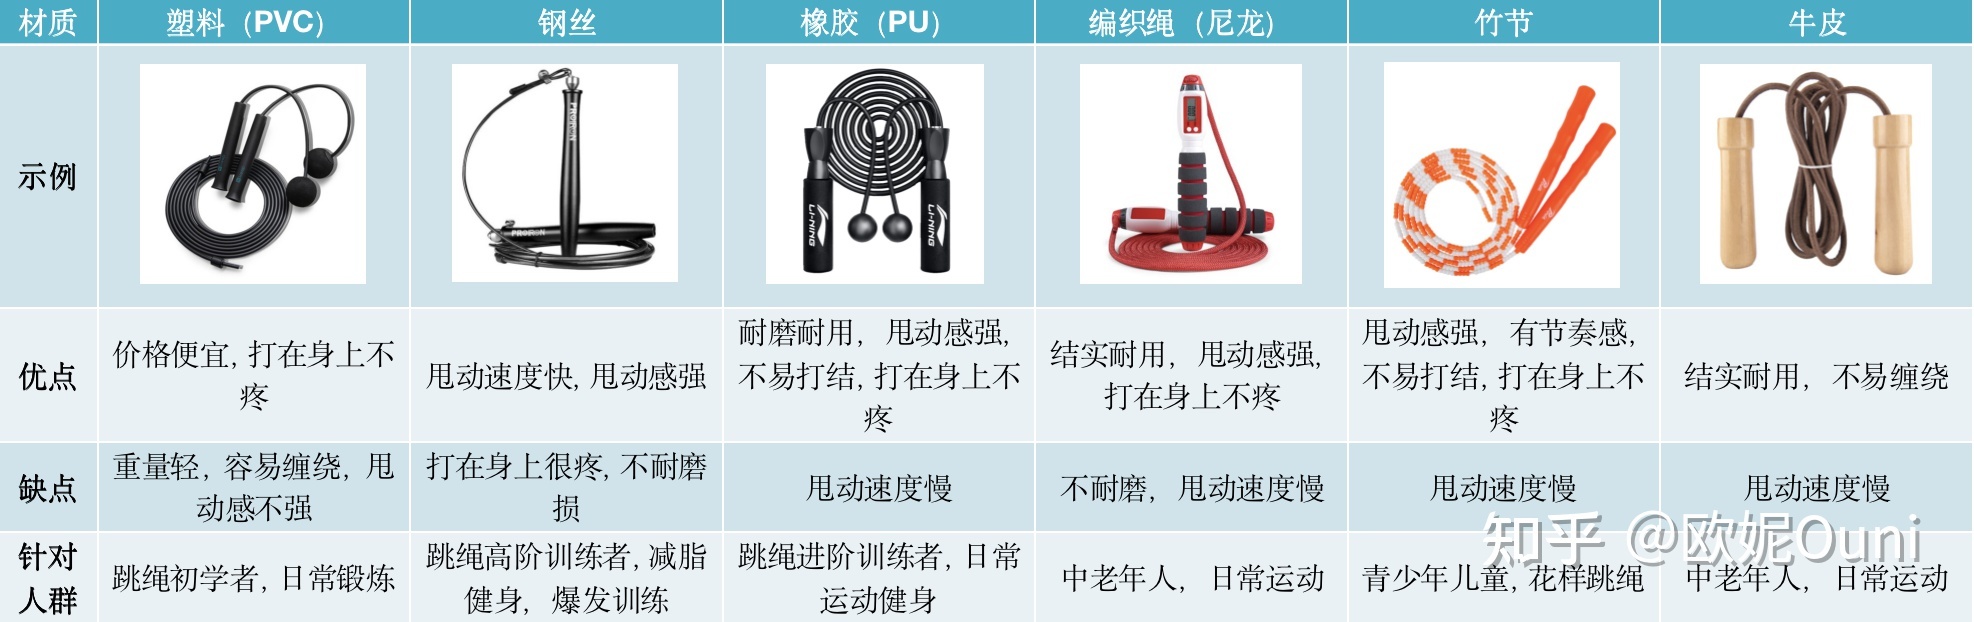 材质 塑料（PVC） 钢丝 橡胶（PU） 编织绳（尼龙） 竹节 牛皮
示例
PROIRON
PROIRON
LI-NING
LI-NING
优点
价格便宜, 打在身上不
疼
甩动速度快, 甩动感强
耐磨耐用， 甩动感强,
不易打结, 打在身上不
疼
结实耐用， 甩动感强,
打在身上不疼
甩动感强， 有节奏感,
不易打结, 打在身上不
疼
结实耐用， 不易缠绕
缺点
重量轻， 容易缠绕， 甩
动感不强
打在身上很疼, 不耐磨
损
甩动速度慢
不耐磨， 甩动速度慢
甩动速度慢
甩动速度慢
针对
人群
跳绳初学者, 日常锻炼
跳绳高阶训练者, 减脂
健身， 爆发训练
跳绳进阶训练者, 日常
运动健身
中老年人， 日常运动
青少年儿童, 花样跳绳
中老年人， 日常运动
知乎 @欧妮Ouni